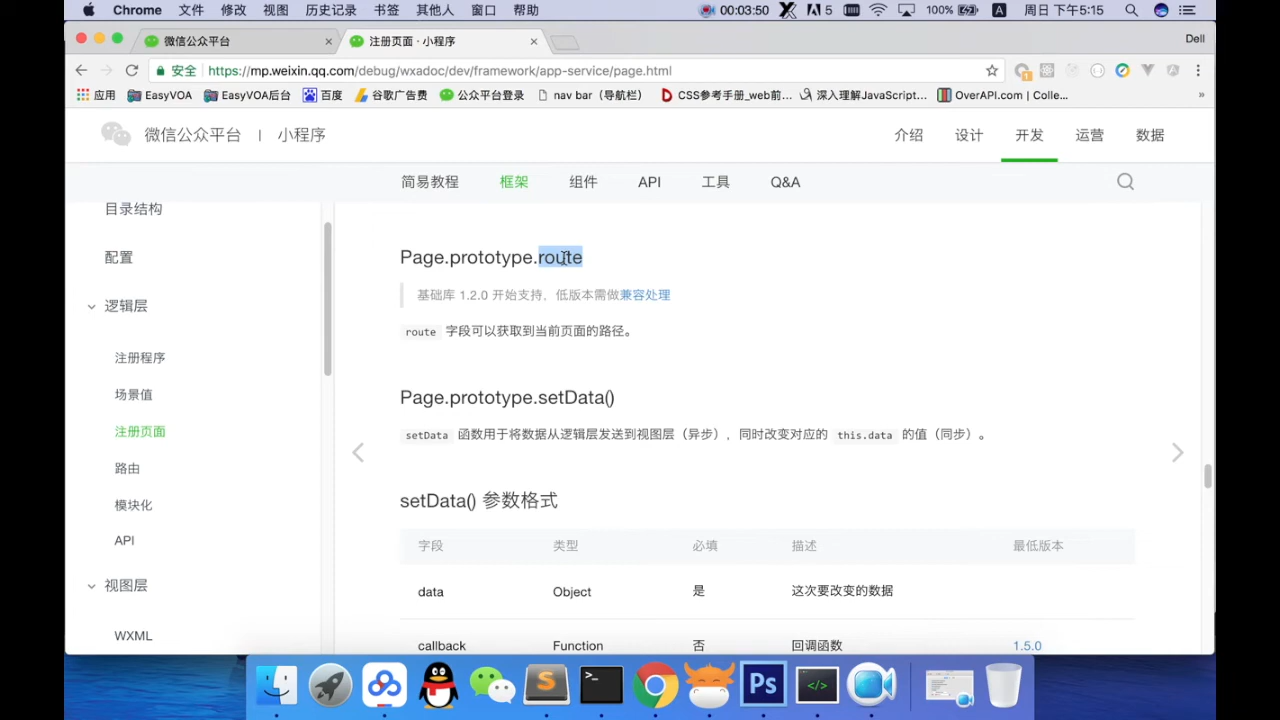 Chrome 文件 修改 视图 历史记录 书签 其他人 窗口 帮助 00:03:50 5 100% A 周日 下午5:15
微信公众平台 注册页面 · 小程序 Dell
安全 https://mp.weixin.qq.com/debug/wxadoc/dev/framework/app-service/page.html
应用 EasyVOA EasyVOA后台 百度 谷歌广告费 公众平台登录 nav bar（导航栏） CSS参考手册_web前... 深入理解JavaScript... OverAPI.com | Colle... »
微信公众平台 | 小程序 介绍 设计 开发 运营 数据
简易教程 框架 组件 API 工具 Q&A
目录结构
配置
逻辑层
注册程序
场景值
注册页面
路由
模块化
API
视图层
WXML
Page.prototype.route
基础库 1.2.0 开始支持，低版本需做兼容处理
route 字段可以获取到当前页面的路径。
Page.prototype.setData()
setData 函数用于将数据从逻辑层发送到视图层（异步），同时改变对应的 this.data 的值（同步）。
setData() 参数格式
字段 类型 必填 描述 最低版本
data Object 是 这次要改变的数据
callback Function 否 回调函数 1.5.0
S >_ Ps </>